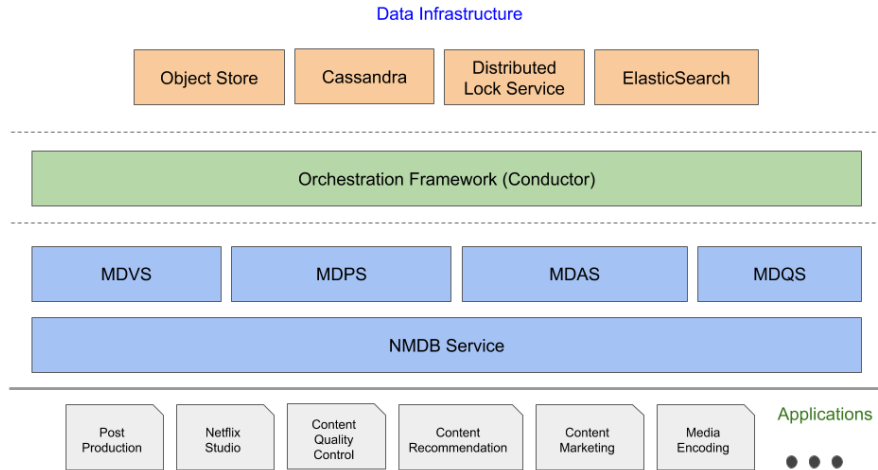 Data Infrastructure
Object Store
Cassandra
Distributed
Lock Service
ElasticSearch
Orchestration Framework (Conductor)
MDVS
MDPS
MDAS
MDQS
NMDB Service
Post
Production
Netflix
Studio
Content
Quality
Control
Content
Recommendation
Content
Marketing
Media
Encoding
Applications